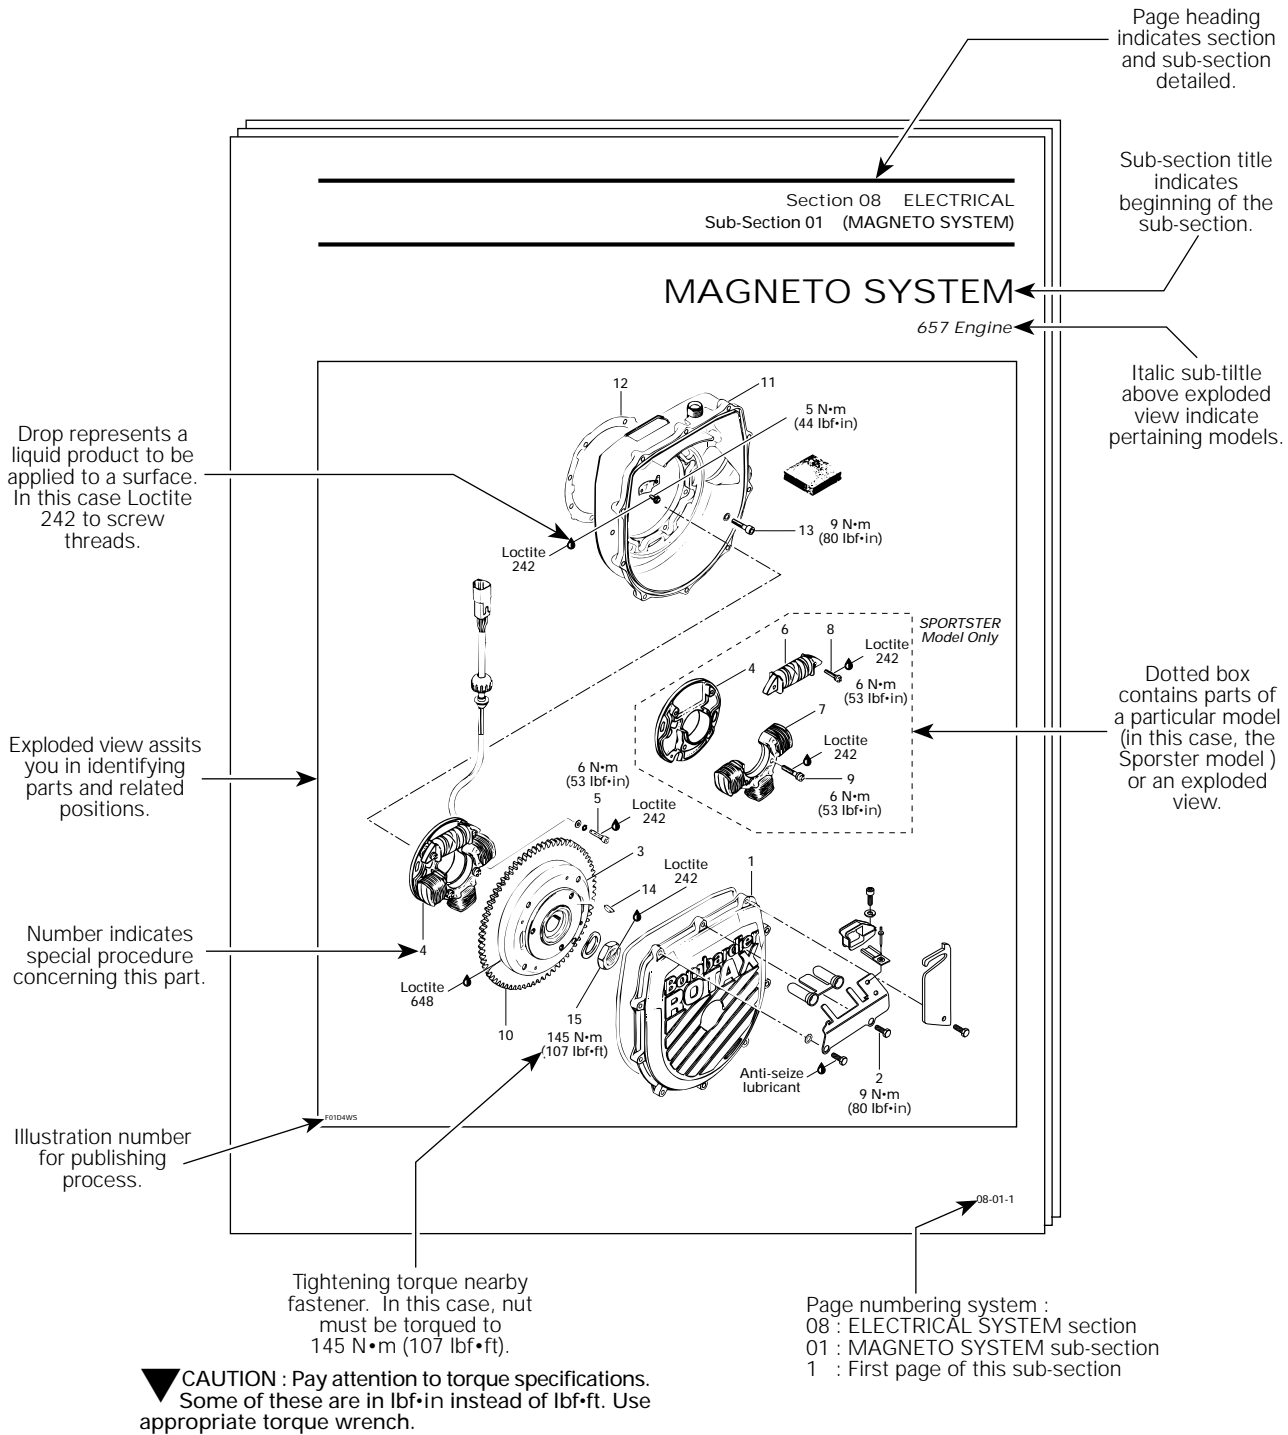 Page heading
indicates section
and sub-section
detailed.
Sub-section title
indicates
beginning of the
sub-section.
Section 08 ELECTRICAL
Sub-Section 01 (MAGNETO SYSTEM)
MAGNETO SYSTEM
657 Engine
Italic sub-tiltle
above exploded
view indicate
pertaining models.
Drop represents a
liquid product to be
applied to a surface.
In this case Loctite
242 to screw
threads.
12
11
5 N•m
(44 lbf•in)
13
9 N•m
(80 lbf•in)
Loctite
242
SPORTSTER
Model Only
6
8
Loctite
242
4
6 N•m
(53 lbf•in)
7
Loctite
242
9
6 N•m
(53 lbf•in)
Dotted box
contains parts of
a particular model
(in this case, the
Sporster model )
or an exploded
view.
Exploded view assits
you in identifying
parts and related
positions.
6 N•m
(53 lbf•in)
5
Loctite
242
3
14
Loctite
242
1
Number indicates
special procedure
concerning this part.
4
Loctite
648
10
15
145 N•m
(107 lbf•ft)
Bombardier
ROTAX
Anti-seize
lubricant
2
9 N•m
(80 lbf•in)
F01D4WS
Illustration number
for publishing
process.
08-01-1
Tightening torque nearby
fastener. In this case, nut
must be torqued to
145 N•m (107 lbf•ft).
Page numbering system :
08 : ELECTRICAL SYSTEM section
01 : MAGNETO SYSTEM sub-section
1 : First page of this sub-section
CAUTION : Pay attention to torque specifications.
Some of these are in lbf•in instead of lbf•ft. Use
appropriate torque wrench.